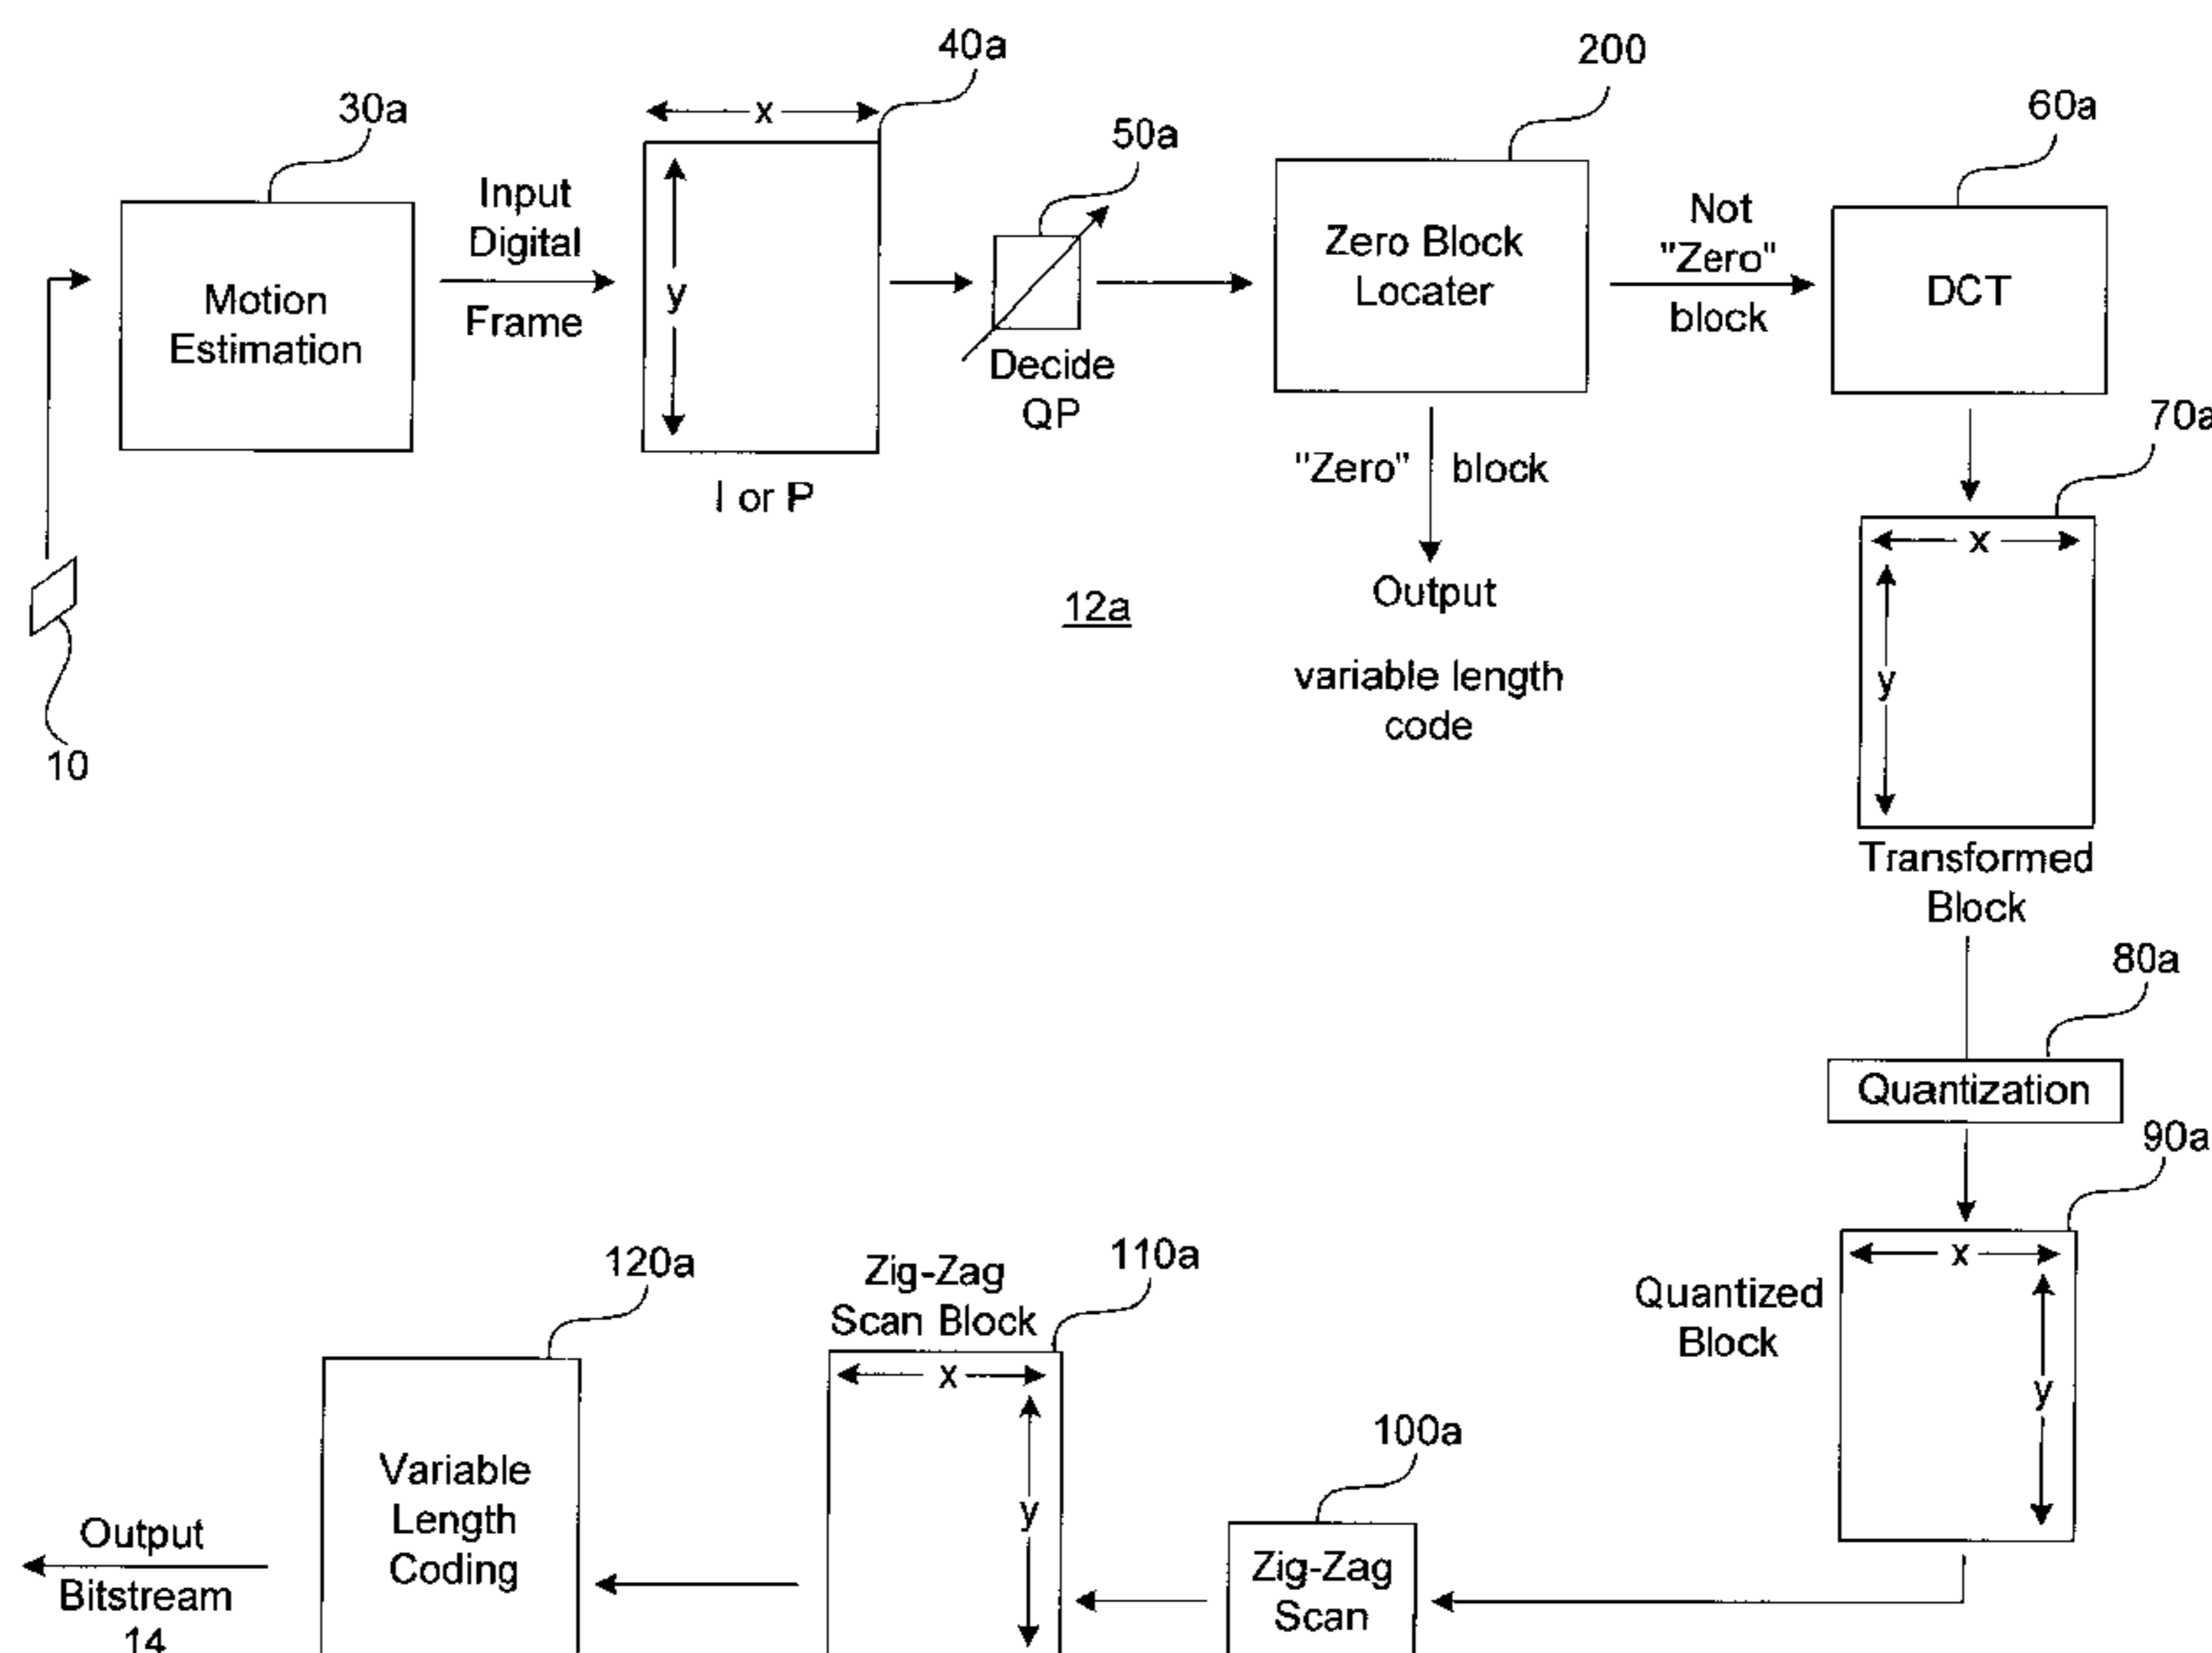 40a
200
30a
x
50a
60a
Input
Digital
Frame
Motion
Estimation
y
I or P
Decide
QP
Zero Block
Locater
Not
"Zero"
block
DCT
"Zero" block
Output
variable length
code
12a
10
70a
x
y
Transformed
Block
80a
Quantization
90a
x
y
Quantized
Block
100a
Zig-Zag
Scan
Zig-Zag
Scan Block
110a
x
y
120a
Variable
Length
Coding
Output
Bitstream
14